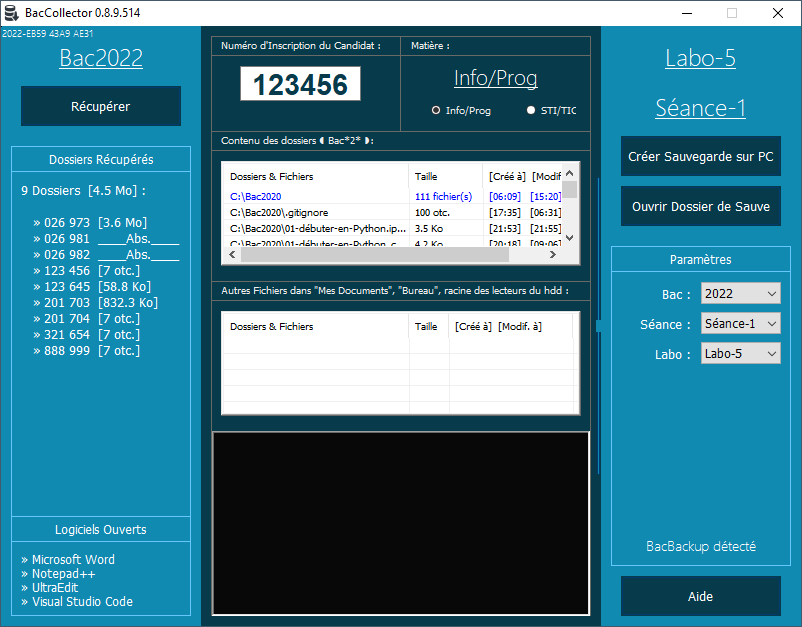 BacCollector 0.8.9.514
2022-EB59 43A9 AE31
Bac2022
Récupérer
Dossiers Récupérés
9 Dossiers [4.5 Mo] :
» 026 973 [3.6 Mo]
» 026 981 ____Abs.____
» 026 982 ____Abs.____
» 123 456 [7 otc.]
» 123 645 [58.8 Ko]
» 201 703 [832.3 Ko]
» 201 704 [7 otc.]
» 321 654 [7 otc.]
» 888 999 [7 otc.]
Logiciels Ouverts
» Microsoft Word
» Notepad++
» UltraEdit
» Visual Studio Code
Numéro d'Inscription du Candidat :
123456
Matière :
Info/Prog
Info/Prog STI/TIC
Contenu des dossiers Bac*2* :
Dossiers & Fichiers Taille [Créé à] [Modif
C:\Bac2020 111 fichier(s) [06:09] [15:20]
C:\Bac2020\.gitignore 100 otc. [17:35] [06:31]
C:\Bac2020\01-débuter-en-Python.ip... 3.5 Ko [21:53] [21:55]
C:\Bac2020\01-débuter-en-Python_c... 4.2 Ko [20:18] [09:06]
Autres Fichiers dans "Mes Documents", "Bureau", racine des lecteurs du hdd :
Dossiers & Fichiers Taille [Créé à] [Modif. à]
Labo-5
Séance-1
Créer Sauvegarde sur PC
Ouvrir Dossier de Sauve
Paramètres
Bac : 2022
Séance : Séance-1
Labo : Labo-5
BacBackup détecté
Aide